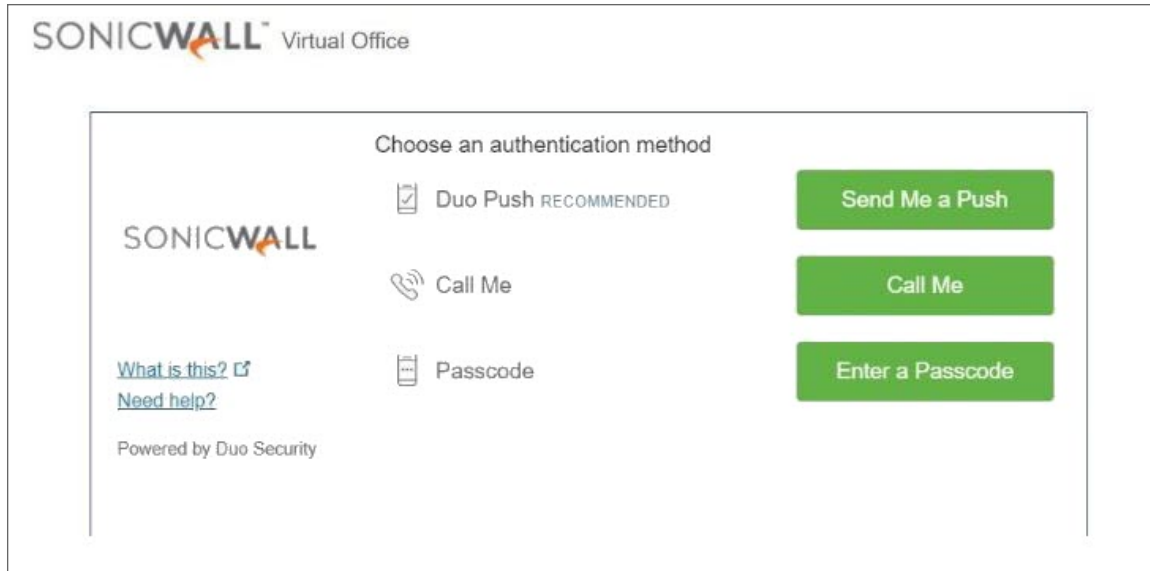 SONICWALL™ Virtual Office
Choose an authentication method
Duo Push RECOMMENDED
Send Me a Push
SONICWALL
Call Me
Call Me
What is this?
Passcode
Enter a Passcode
Need help?
Powered by Duo Security